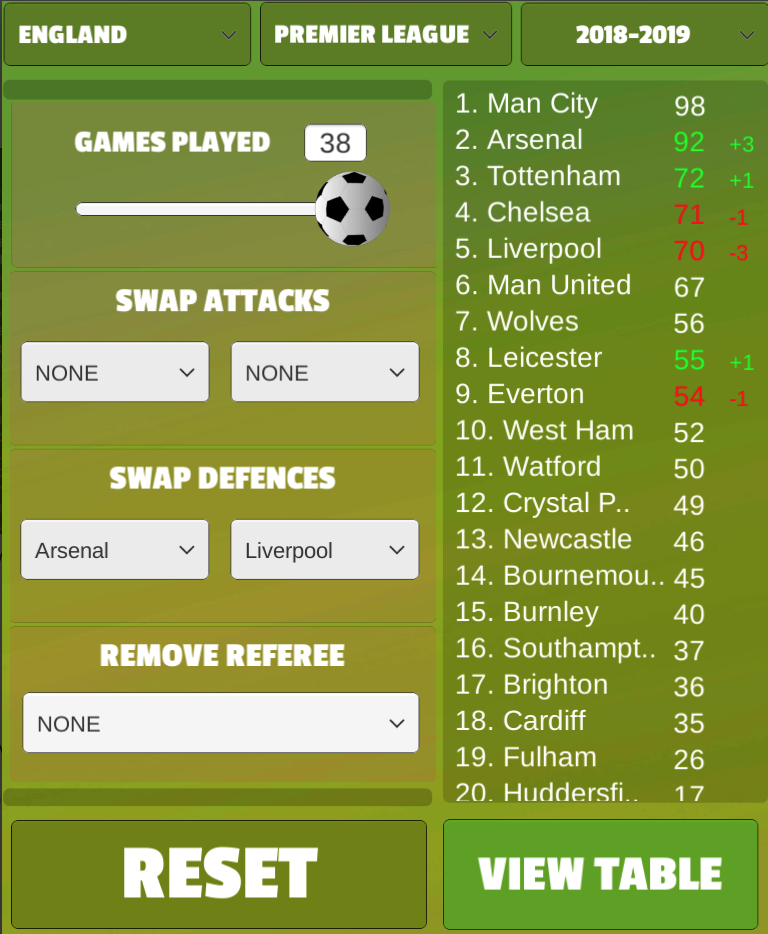 ENGLAND
PREMIER LEAGUE
2018-2019
GAMES PLAYED 38
SWAP ATTACKS
NONE
NONE
SWAP DEFENCES
Arsenal
Liverpool
REMOVE REFEREE
NONE
1. Man City 98
2. Arsenal 92 +3
3. Tottenham 72 +1
4. Chelsea 71 -1
5. Liverpool 70 -3
6. Man United 67
7. Wolves 56
8. Leicester 55 +1
9. Everton 54 -1
10. West Ham 52
11. Watford 50
12. Crystal P.. 49
13. Newcastle 46
14. Bournemou.. 45
15. Burnley 40
16. Southampt.. 37
17. Brighton 36
18. Cardiff 35
19. Fulham 26
20. Huddersfi.. 17
RESET
VIEW TABLE